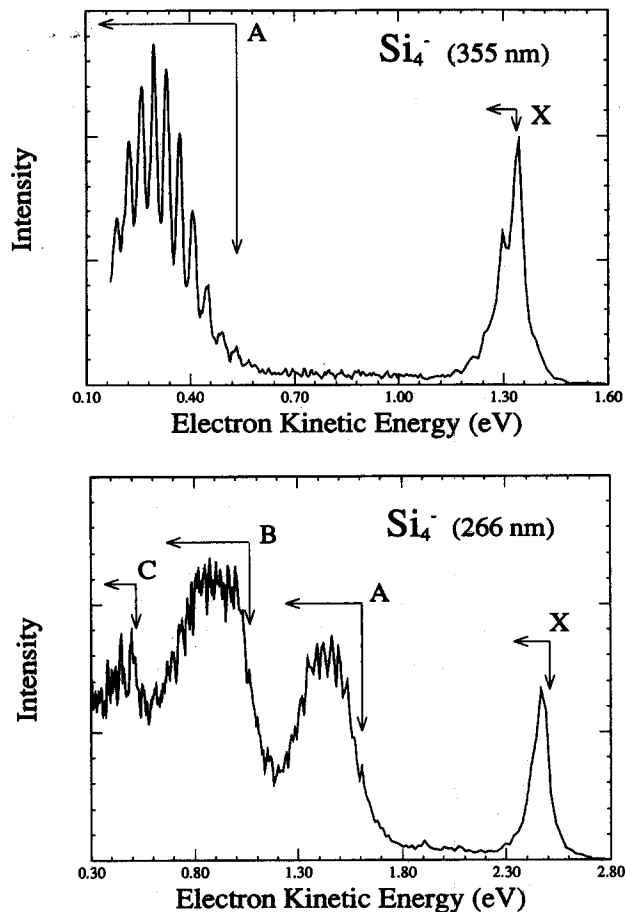 A
Si₄⁻ (355 nm)
X
Intensity
0.10 0.40 0.70 1.00 1.30 1.60
Electron Kinetic Energy (eV)
Si₄⁻ (266 nm)
B
C
A
X
Intensity
0.30 0.80 1.30 1.80 2.30 2.80
Electron Kinetic Energy (eV)